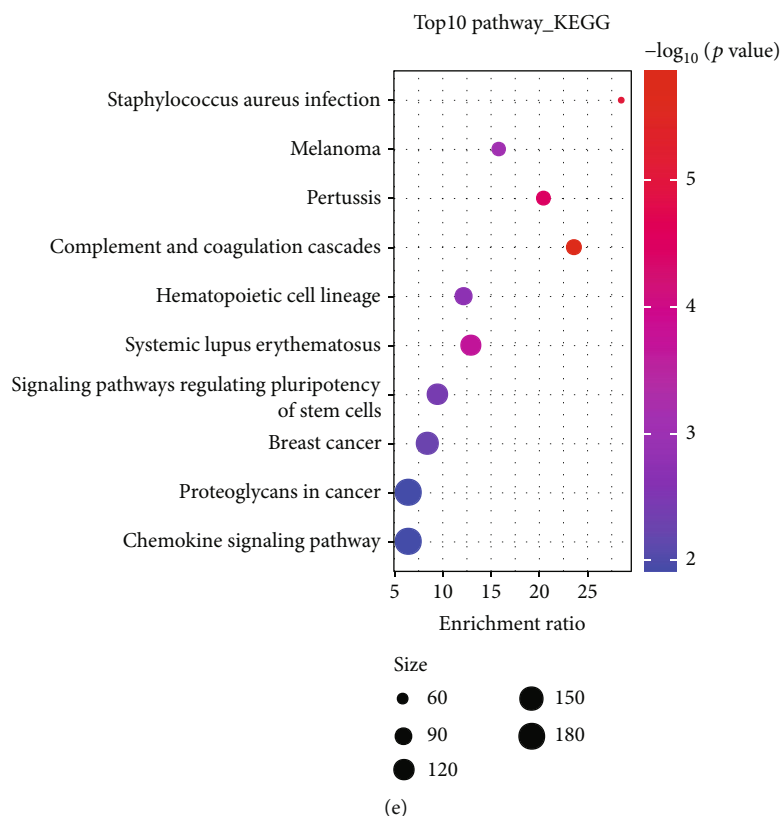 Top10 pathway_KEGG
−log10 (p value)
Staphylococcus aureus infection
Melanoma
Pertussis
Complement and coagulation cascades
Hematopoietic cell lineage
Systemic lupus erythematosus
Signaling pathways regulating pluripotency
of stem cells
Breast cancer
Proteoglycans in cancer
Chemokine signaling pathway
5
4
3
2
5 10 15 20 25
Enrichment ratio
Size
60 150
90 180
120
(e)